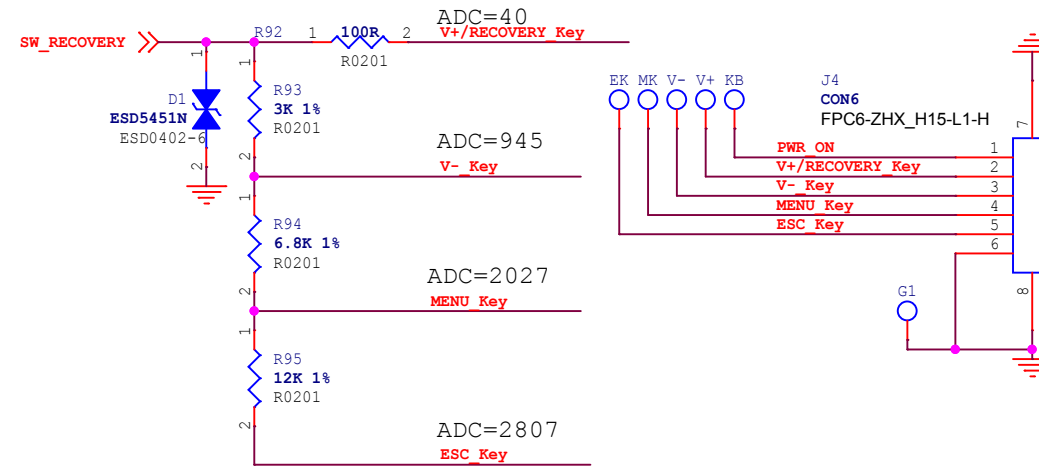 ADC=40
R92 1 100R 2 V+/RECOVERY_Key
SW_RECOVERY
R0201
1
1
EK MK V- V+ KB
J4
CON6
FPC6-ZHX_H15-L1-H
R93
3K 1%
R0201
D1
ESD5451N
ESD0402-6
7
ADC=945
2
2
V-_Key
PWR_ON 1
V+/RECOVERY_Key 2
V-_Key 3
MENU_Key 4
ESC_Key 5
6
1
R94
6.8K 1%
R0201
ADC=2027
2
MENU_Key
G1
8
1
R95
12K 1%
R0201
2
ADC=2807
ESC_Key